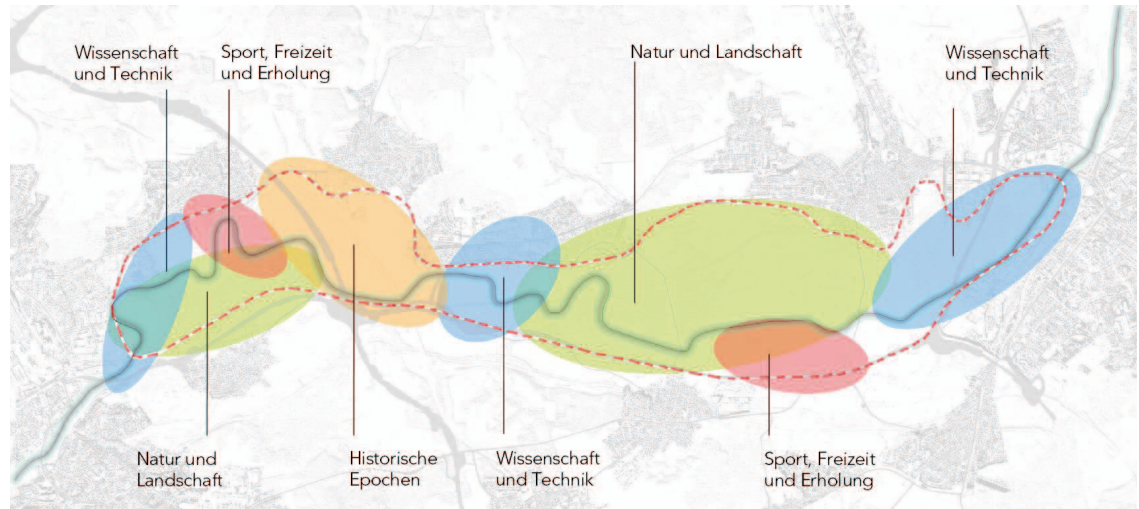 Wissenschaft
und Technik
Sport, Freizeit
und Erholung
Natur und Landschaft
Wissenschaft
und Technik
Natur und
Landschaft
Historische
Epochen
Wissenschaft
und Technik
Sport, Freizeit
und Erholung